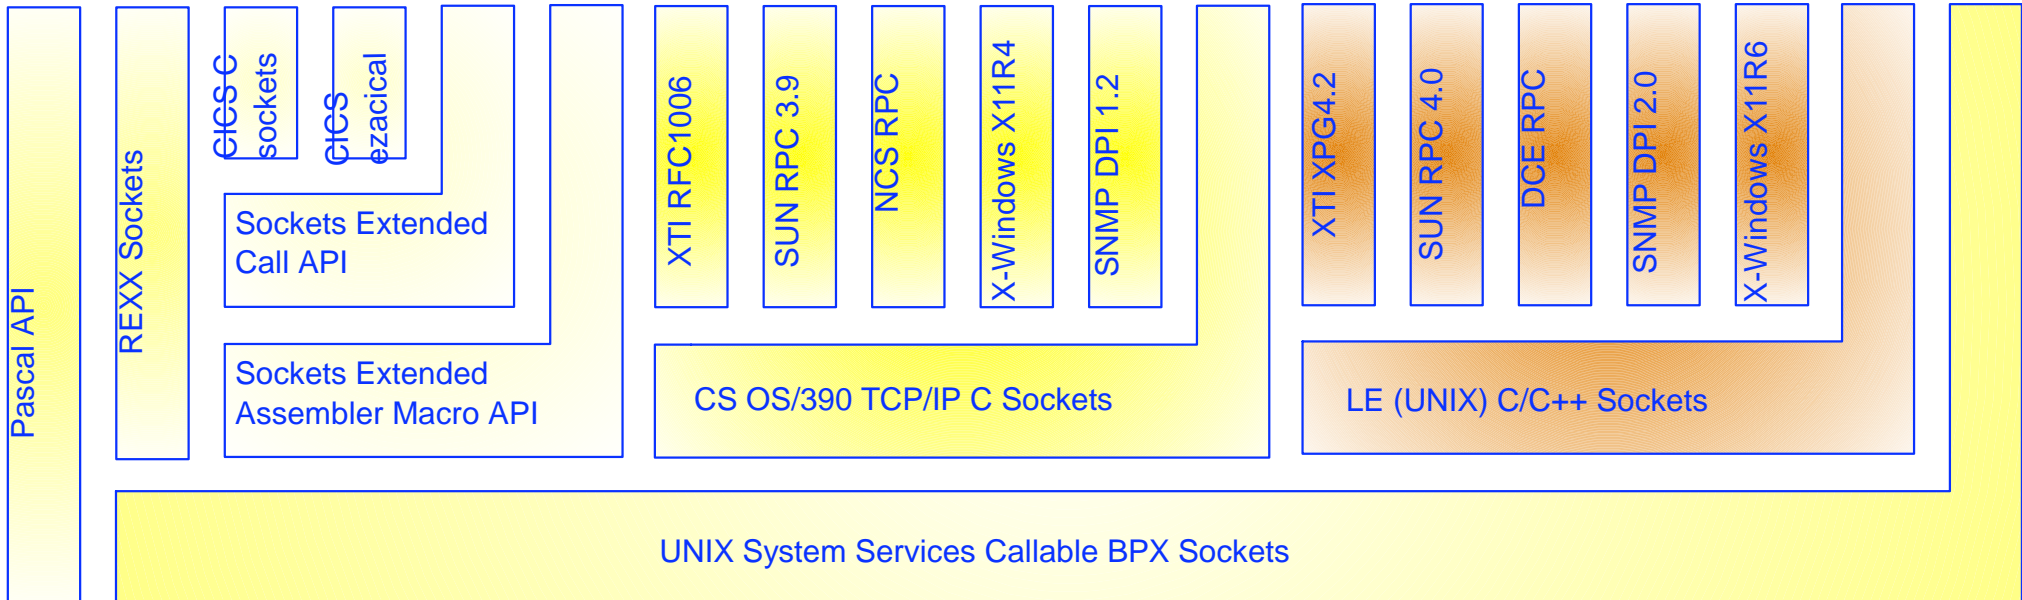 Pascal API
REXX Sockets
CICS C
sockets
CICS
ezacical
Sockets Extended
Call API
Sockets Extended
Assembler Macro API
XTI RFC1006
SUN RPC 3.9
NCS RPC
X-Windows X11R4
SNMP DPI 1.2
CS OS/390 TCP/IP C Sockets
XTI XPG4.2
SUN RPC 4.0
DCE RPC
SNMP DPI 2.0
X-Windows X11R6
LE (UNIX) C/C++ Sockets
UNIX System Services Callable BPX Sockets